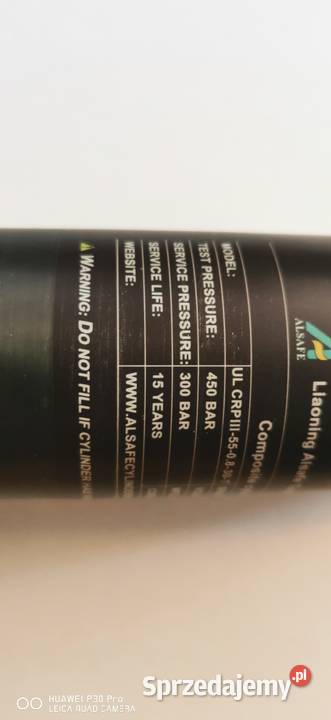 ALSAFE
Liaoning Alsafe
Composite
MODEL: UL CRPIII-55-0.8-30
TEST PRESSURE: 450 BAR
SERVICE PRESSURE: 300 BAR
SERVICE LIFE: 15 YEARS
WEBSITE: WWW.ALSAFECYLIN
WARNING: DO NOT FILL IF CYLINDER HA
HUAWEI P30 Pro
LEICA QUAD CAMERA
Sprzedajemy.pl